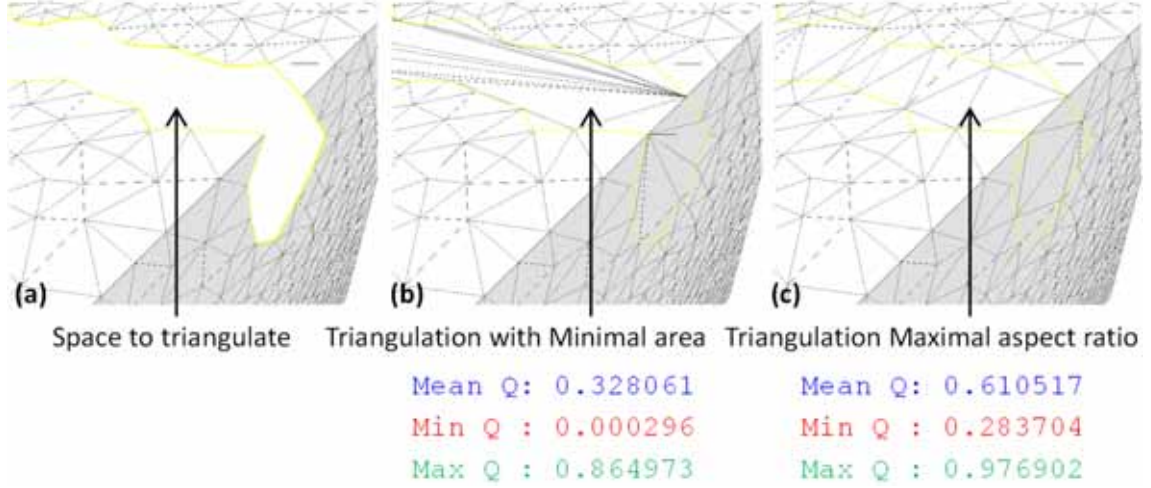 (a)
(b)
(c)
Space to triangulate
Triangulation with Minimal area
Triangulation Maximal aspect ratio
Mean Q: 0.328061
Min Q : 0.000296
Max Q : 0.864973
Mean Q: 0.610517
Min Q : 0.283704
Max Q : 0.976902